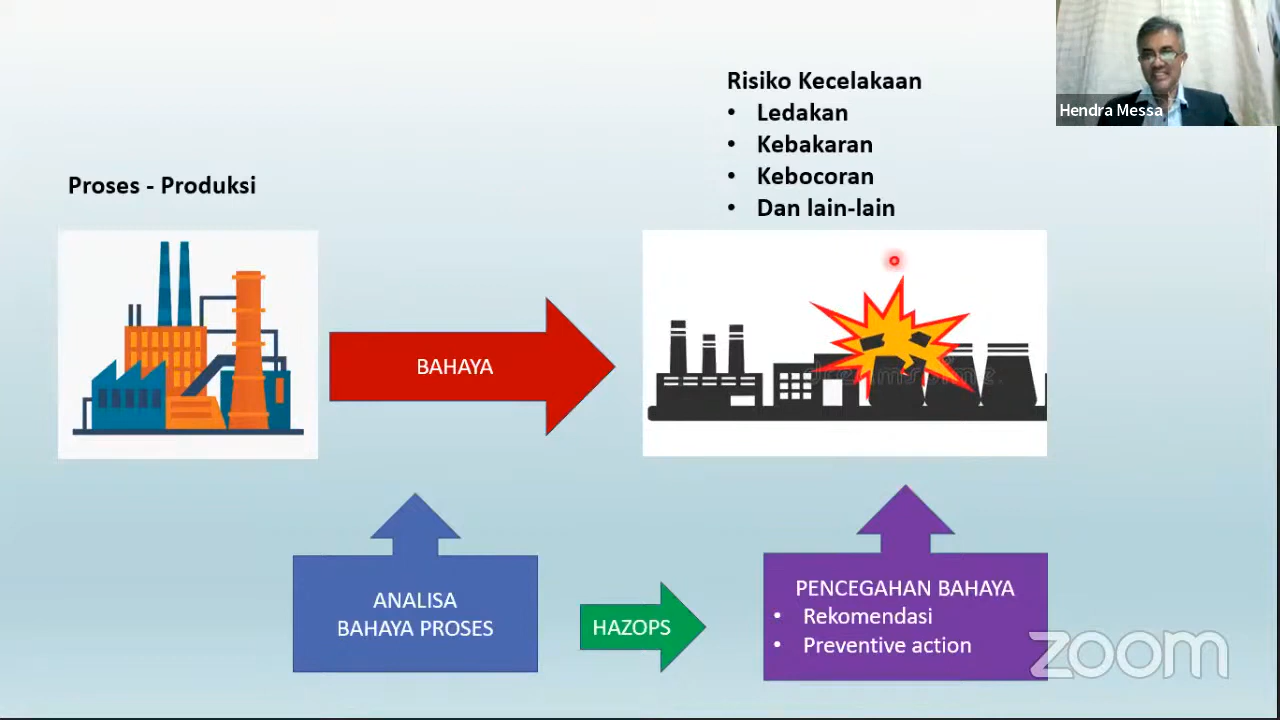 Risiko Kecelakaan
• Ledakan
• Kebakaran
• Kebocoran
• Dan lain-lain
Hendra Messa
Proses - Produksi
BAHAYA
dreamstime
ANALISA
BAHAYA PROSES
HAZOPS
PENCEGAHAN BAHAYA
• Rekomendasi
• Preventive action
zoom